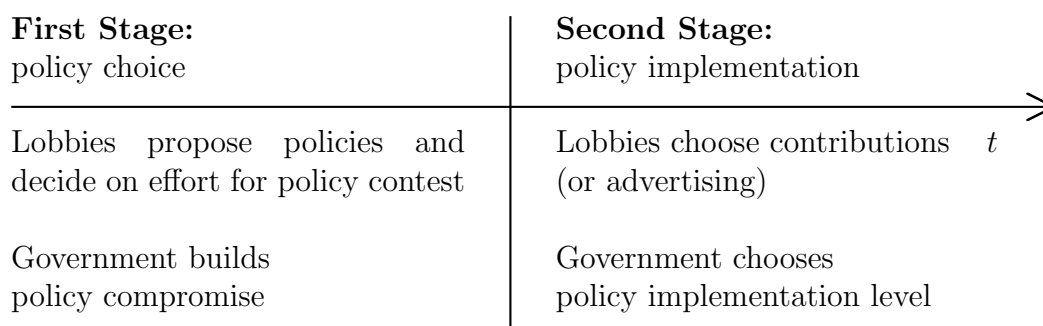 First Stage:
policy choice
Lobbies propose policies and
decide on effort for policy contest
Government builds
policy compromise
Second Stage:
policy implementation
Lobbies choose contributions t
(or advertising)
Government chooses
policy implementation level